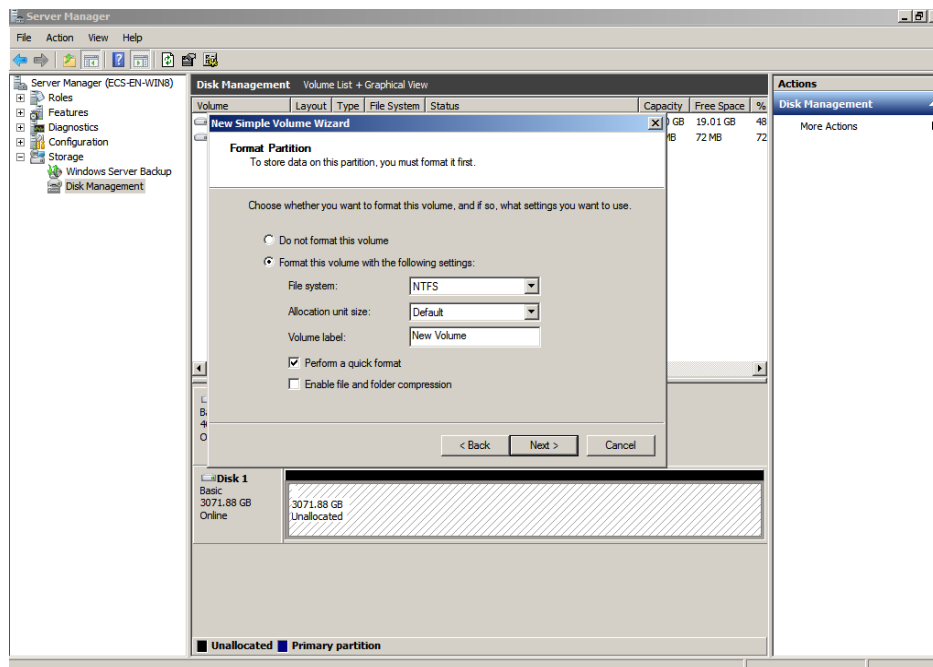 Server Manager
File Action View Help
Server Manager (ECS-EN-WIN8)
Roles
Features
Diagnostics
Configuration
Storage
Windows Server Backup
Disk Management
Disk Management Volume List + Graphical View
Volume Layout Type File System Status Capacity Free Space %
GB 19.01 GB 48
MB 72 MB 72
New Simple Volume Wizard
Format Partition
To store data on this partition, you must format it first.
Choose whether you want to format this volume, and if so, what settings you want to use.
Do not format this volume
Format this volume with the following settings:
File system: NTFS
Allocation unit size: Default
Volume label: New Volume
Perform a quick format
Enable file and folder compression
< Back Next > Cancel
Disk 1
Basic
3071.88 GB
Online
3071.88 GB
Unallocated
Unallocated Primary partition
Actions
Disk Management
More Actions